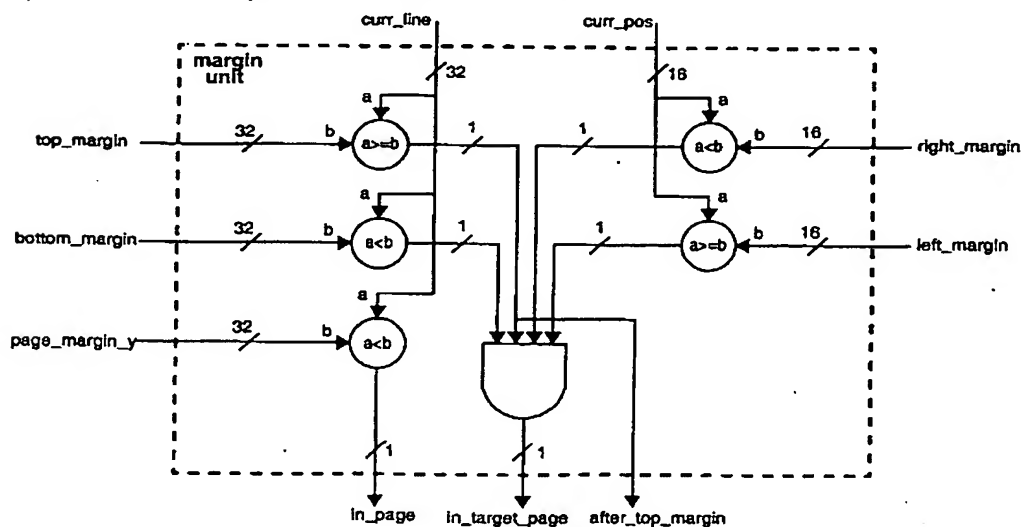 curr_line curr_pos
margin
unit
32 16
a a
top_margin 32 b a>=b 1 1 a<b b 16 right_margin
a a
bottom_margin 32 b a<b 1 1 a>=b b 16 left_margin
a
page_margin_y 32 b a<b
1 1
in_page in_target_page after_top_margin